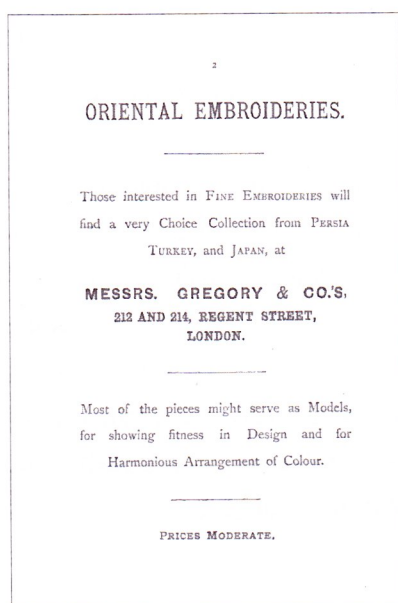 2
ORIENTAL EMBROIDERIES.
Those interested in FINE EMBROIDERIES will
find a very Choice Collection from PERSIA
TURKEY, and JAPAN, at
MESSRS. GREGORY & CO.'S,
212 AND 214, REGENT STREET,
LONDON.
Most of the pieces might serve as Models,
for showing fitness in Design and for
Harmonious Arrangement of Colour.
PRICES MODERATE.